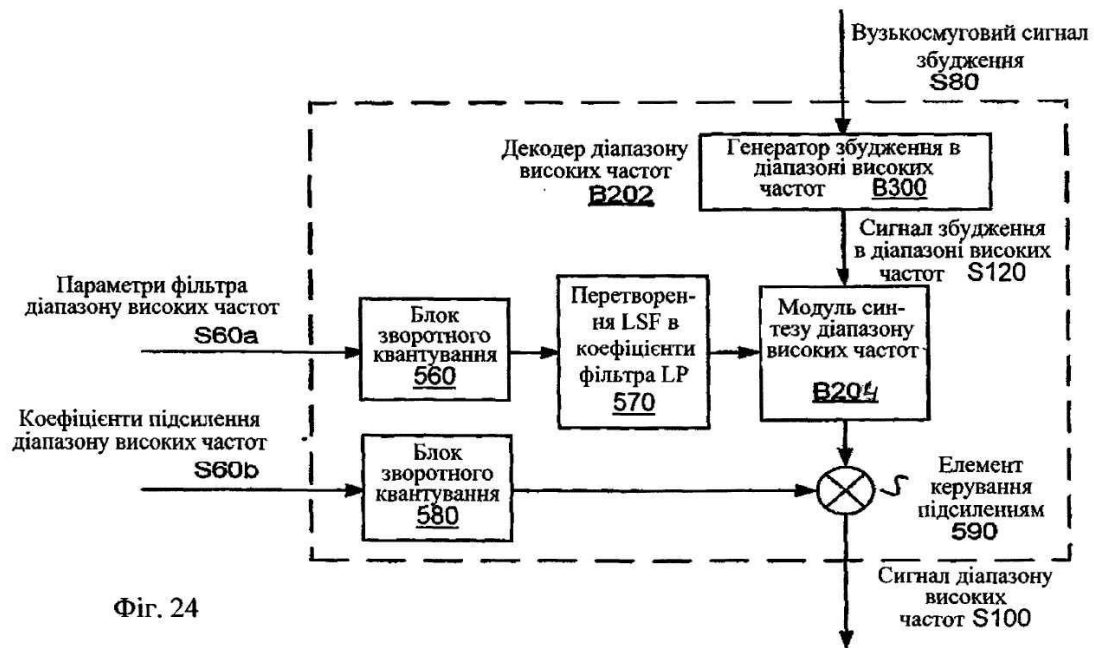 Вузькосмуговий сигнал
збудження
S80
Декодер діапазону
високих частот
B202
Генератор збудження в
діапазоні високих
частот B300
Сигнал збудження
в діапазоні високих
частот S120
Параметри фільтра
діапазону високих частот
S60a
Блок
зворотного
квантування
560
Перетворен-
ня LSF в
коефіцієнти
фільтра LP
570
Модуль син-
тезу діапазону
високих частот
B204
Коефіцієнти підсилення
діапазону високих частот
S60b
Блок
зворотного
квантування
580
Елемент
керування
підсиленням
590
Сигнал діапазону
високих
частот S100
Фіг. 24